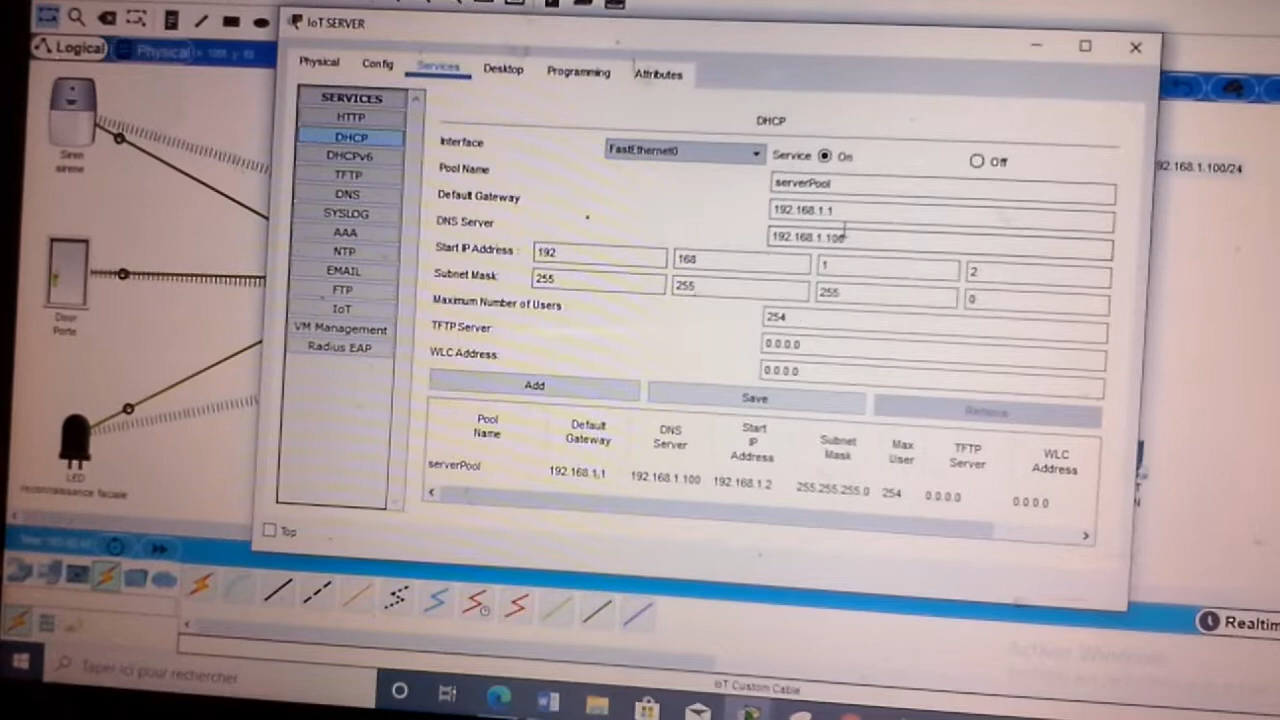 IoT SERVER
Logical
Physical
Physical Config Services Desktop Programming Attributes
SERVICES
HTTP
DHCP
DHCPv6
TFTP
DNS
SYSLOG
AAA
NTP
EMAIL
FTP
IoT
VM Management
Radius EAP
DHCP
Interface FastEthernet0 Service On Off
Pool Name serverPool
Default Gateway 192.168.1.1
DNS Server 192.168.1.100
Start IP Address : 192 168 1 2
Subnet Mask: 255 255 255 0
Maximum Number of Users : 254
TFTP Server: 0.0.0.0
WLC Address: 0.0.0.0
Add Save Remove
Pool Name Default Gateway DNS Server Start IP Address Subnet Mask Max User TFTP Server WLC Address
serverPool 192.168.1.1 192.168.1.100 192.168.1.2 255.255.255.0 254 0.0.0.0 0.0.0.0
Top
Siren
sirene
Door
Porte
LED
reconnaissance faciale
92.168.1.100/24
Realtim
Taper ici pour rechercher
IoT Custom Cable